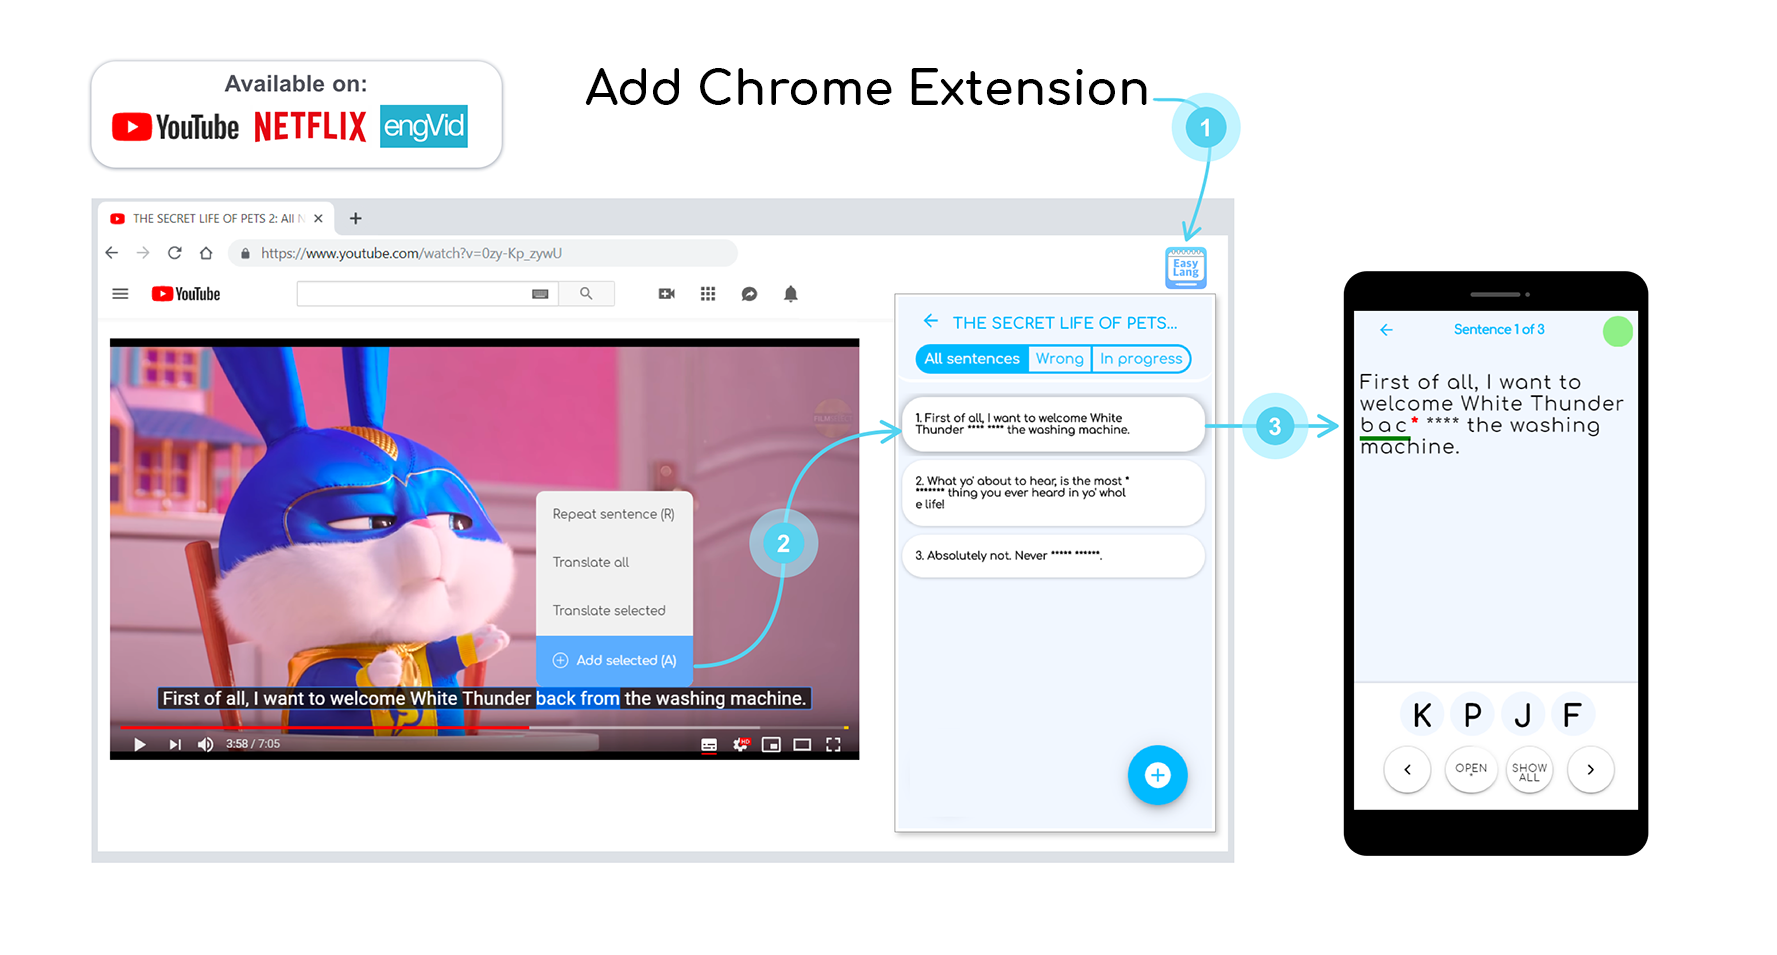 Available on:
YouTube NETFLIX engVid
Add Chrome Extension
1
THE SECRET LIFE OF PETS 2: All
https://www.youtube.com/watch?v=0zy-Kp_zywU
Easy
Lang
YouTube
THE SECRET LIFE OF PETS...
All sentences Wrong In progress
1. First of all, I want to welcome White
Thunder **** **** the washing machine.
2. What yo' about to hear, is the most *
******* thing you ever heard in yo' whol
e life!
3. Absolutely not. Never ***** ******.
Repeat sentence (R)
Translate all
Translate selected
Add selected (A)
2
First of all, I want to welcome White Thunder back from the washing machine.
3:58 / 7:05
HD
3
Sentence 1 of 3
First of all, I want to
welcome White Thunder
bac* **** the washing
machine.
K P J F
< OPEN SHOW ALL >